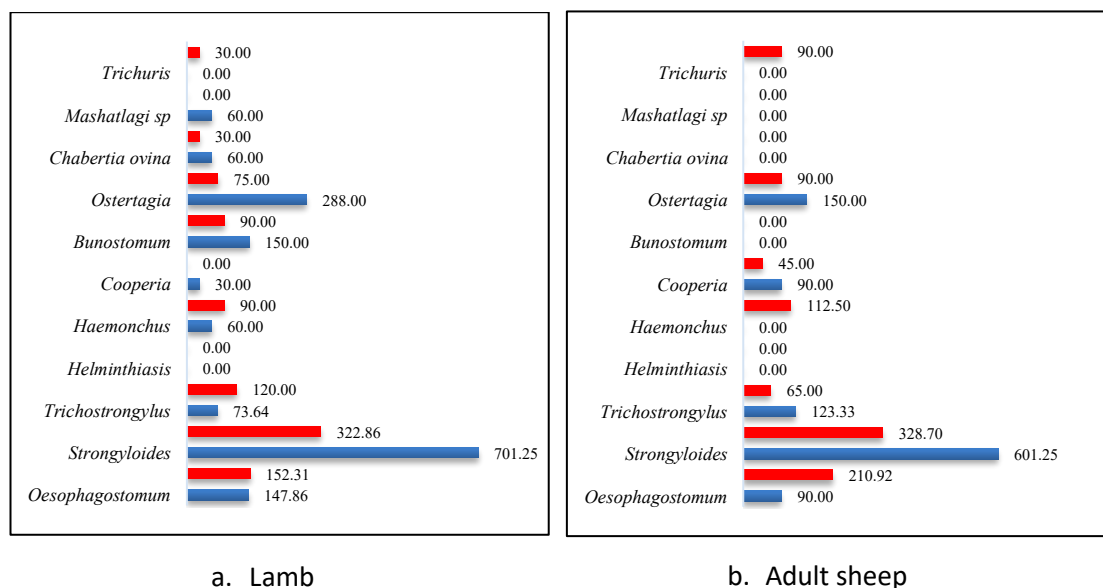 30.00
Trichuris 0.00
0.00
Mashatlagi sp 60.00
30.00
Chabertia ovina 60.00
75.00
Ostertagia 288.00
90.00
Bunostomum 150.00
0.00
Cooperia 30.00
90.00
Haemonchus 60.00
0.00
Helminthiasis 0.00
120.00
Trichostrongylus 73.64
322.86
Strongyloides 701.25
152.31
Oesophagostomum 147.86
a. Lamb
90.00
Trichuris 0.00
0.00
Mashatlagi sp 0.00
0.00
Chabertia ovina 0.00
90.00
Ostertagia 150.00
0.00
Bunostomum 0.00
45.00
Cooperia 90.00
112.50
Haemonchus 0.00
0.00
Helminthiasis 0.00
65.00
Trichostrongylus 123.33
328.70
Strongyloides 601.25
210.92
Oesophagostomum 90.00
b. Adult sheep